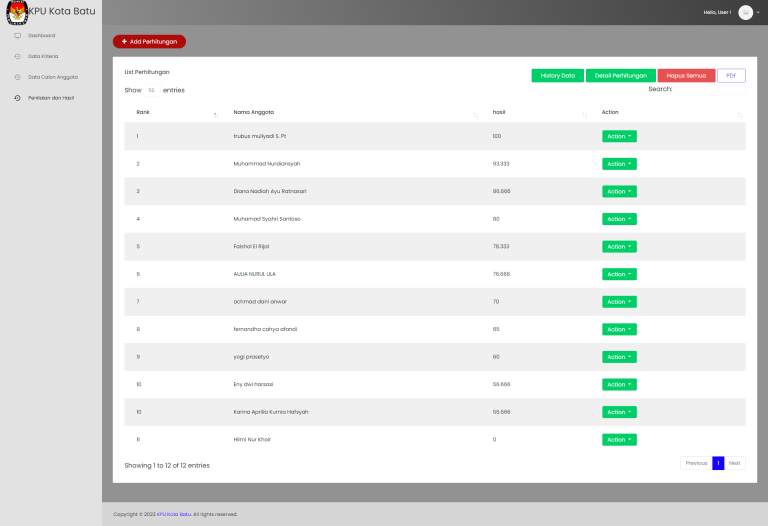 KPU Kota Batu
Hello, User !
Dashboard
Data Kriteria
Data Calon Anggota
Penilaian dan Hasil
+ Add Perhitungan
List Perhitungan
History Data
Detail Perhitungan
Hapus Semua
PDF
Show 50 entries
Search:
Rank Nama Anggota hasil Action
1 trubus muliyadi S. Pt 100 Action
2 Muhammad Nurdiansyah 93.333 Action
3 Diana Nadiah Ayu Ratnasari 86.666 Action
4 Muhamad Syahri Santoso 80 Action
5 Faishal El Rijal 78.333 Action
6 AULIA NURUL ULA 76.666 Action
7 achmad dani anwar 70 Action
8 fernandha cahya afandi 65 Action
9 yogi prasetyo 60 Action
10 Eny dwi harsasi 56.666 Action
10 Karina Aprilia Kurnia Hafsyah 56.666 Action
11 Hilmi Nur Khoir 0 Action
Showing 1 to 12 of 12 entries
Previous 1 Next
Copyright © 2023 KPU Kota Batu. All rights reserved.